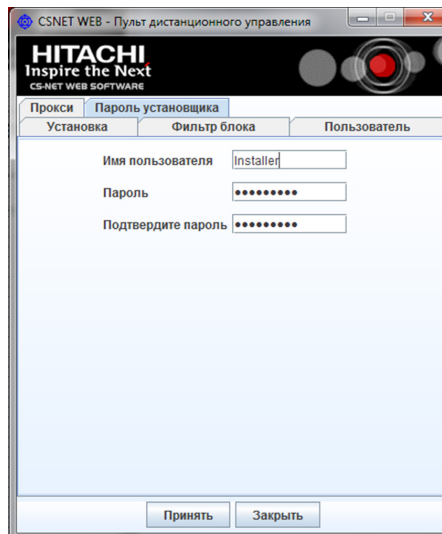 CSNET WEB - Пульт дистанционного управления
HITACHI
Inspire the Next
CS-NET WEB SOFTWARE
Прокси Пароль установщика
Установка Фильтр блока Пользователь
Имя пользователя Installer
Пароль •••••••••
Подтвердите пароль •••••••••
Принять Закрыть